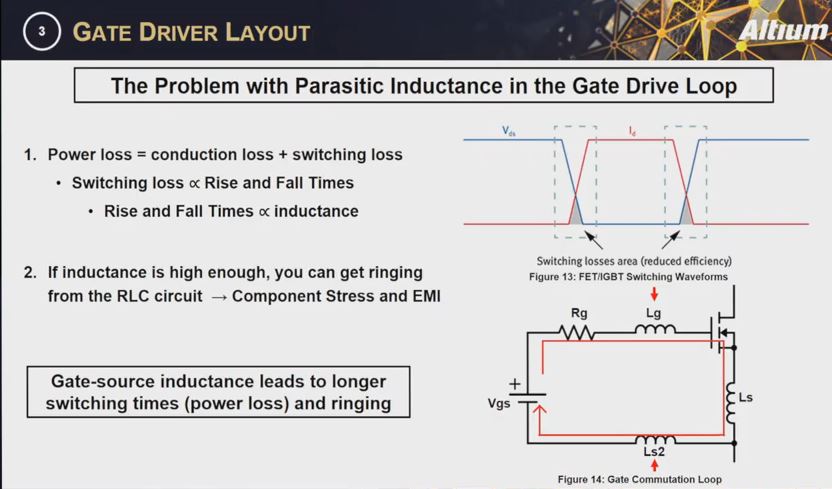 3 GATE DRIVER LAYOUT
Altium
The Problem with Parasitic Inductance in the Gate Drive Loop
1. Power loss = conduction loss + switching loss
• Switching loss ∝ Rise and Fall Times
• Rise and Fall Times ∝ inductance
2. If inductance is high enough, you can get ringing
from the RLC circuit → Component Stress and EMI
Gate-source inductance leads to longer
switching times (power loss) and ringing
Vds
Id
Switching losses area (reduced efficiency)
Figure 13: FET/IGBT Switching Waveforms
Rg
Lg
+
Vgs
Ls
Ls2
Figure 14: Gate Commutation Loop